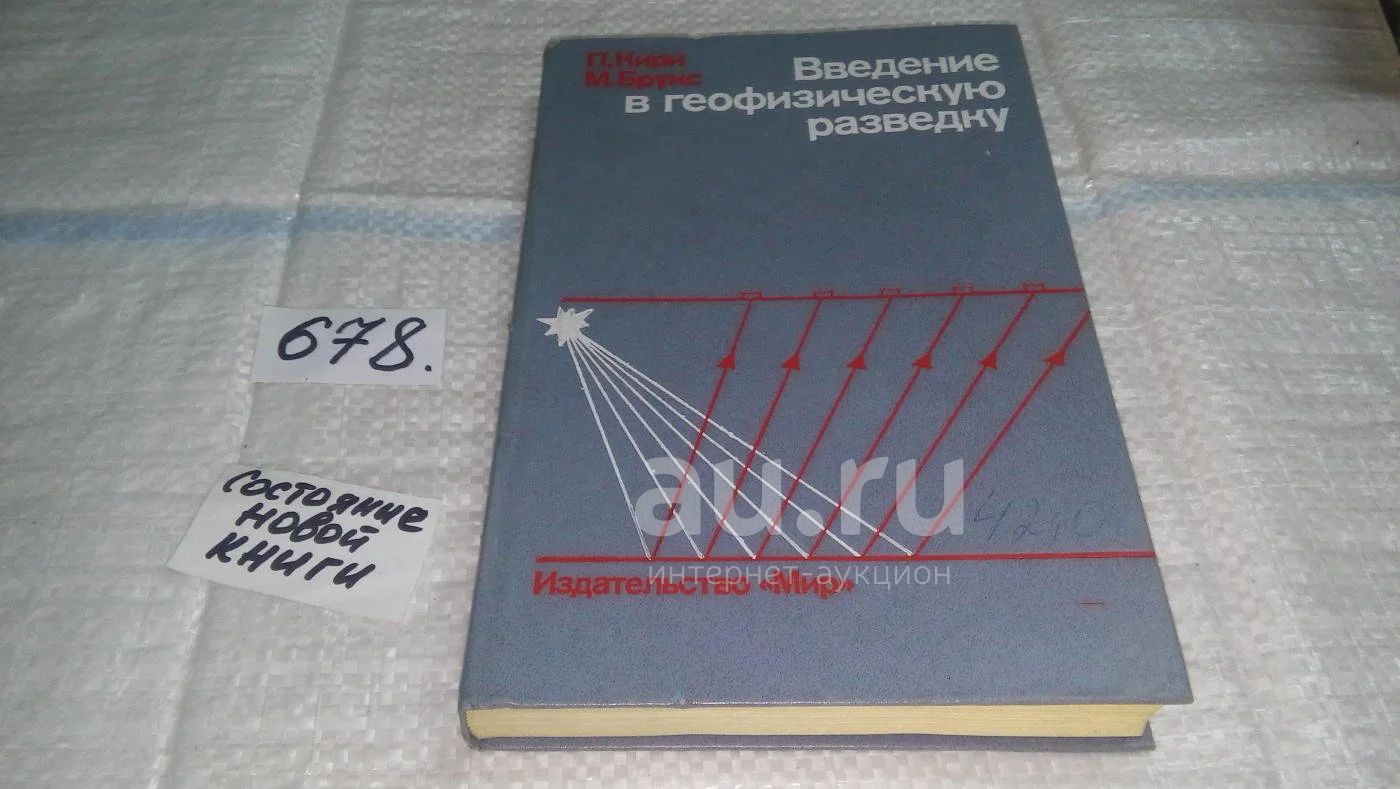 П. Кири
М. Брукс
Введение
в геофизическую
разведку
678.
состояние
новой
книги
au.ru
интернет аукцион
Издательство «Мир»